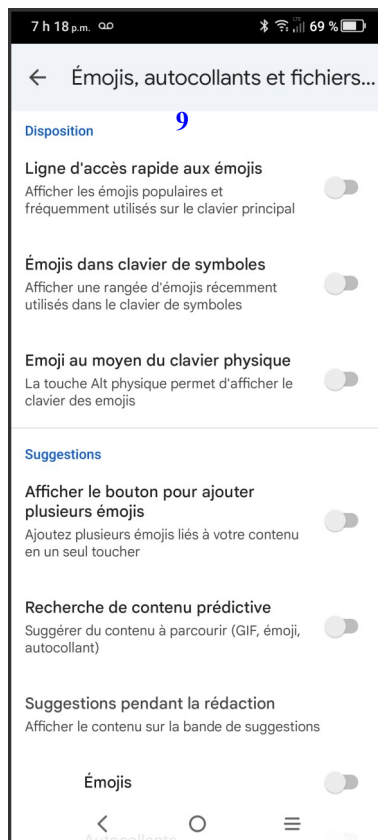 7 h 18 p.m.
LTE 69 %
Émojis, autocollants et fichiers...
9
Disposition
Ligne d'accès rapide aux émojis
Afficher les émojis populaires et
fréquemment utilisés sur le clavier principal
Émojis dans clavier de symboles
Afficher une rangée d'émojis récemment
utilisés dans le clavier de symboles
Emoji au moyen du clavier physique
La touche Alt physique permet d'afficher le
clavier des emojis
Suggestions
Afficher le bouton pour ajouter
plusieurs émojis
Ajoutez plusieurs émojis liés à votre contenu
en un seul toucher
Recherche de contenu prédictive
Suggérer du contenu à parcourir (GIF, émoji,
autocollant)
Suggestions pendant la rédaction
Afficher le contenu sur la bande de suggestions
Émojis
Autocollants